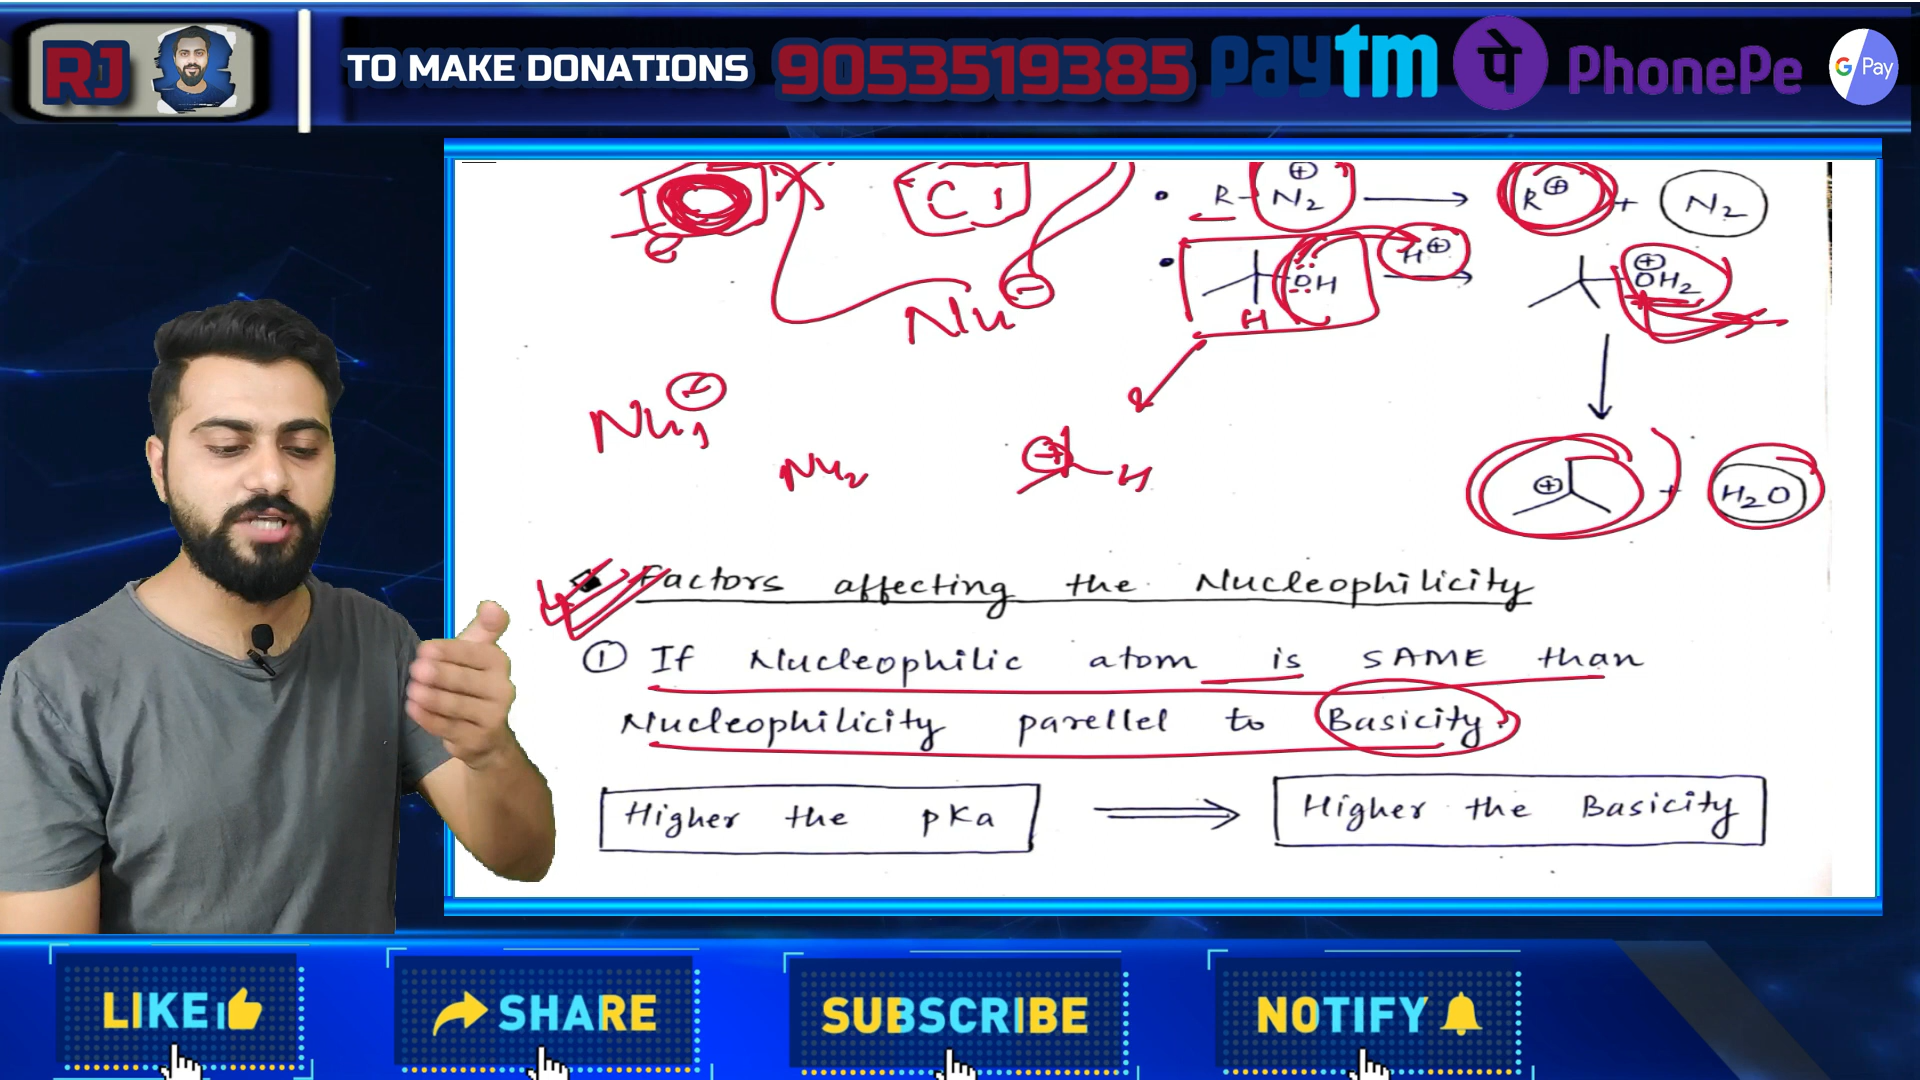 RJ
TO MAKE DONATIONS 9053519385 paytm पे PhonePe G Pay
Cl
Nu⊖
• R-N₂⊕ → R⊕ + N₂
• OH H⊕ → ⊕OH₂
H
Nu₁⊖
Nu₂
⊕ H
⊕ + H₂O
Factors affecting the Nucleophilicity
① If Nucleophilic atom is SAME than
Nucleophilicity parellel to Basicity.
Higher the pKa ⟹ Higher the Basicity
LIKE SHARE SUBSCRIBE NOTIFY